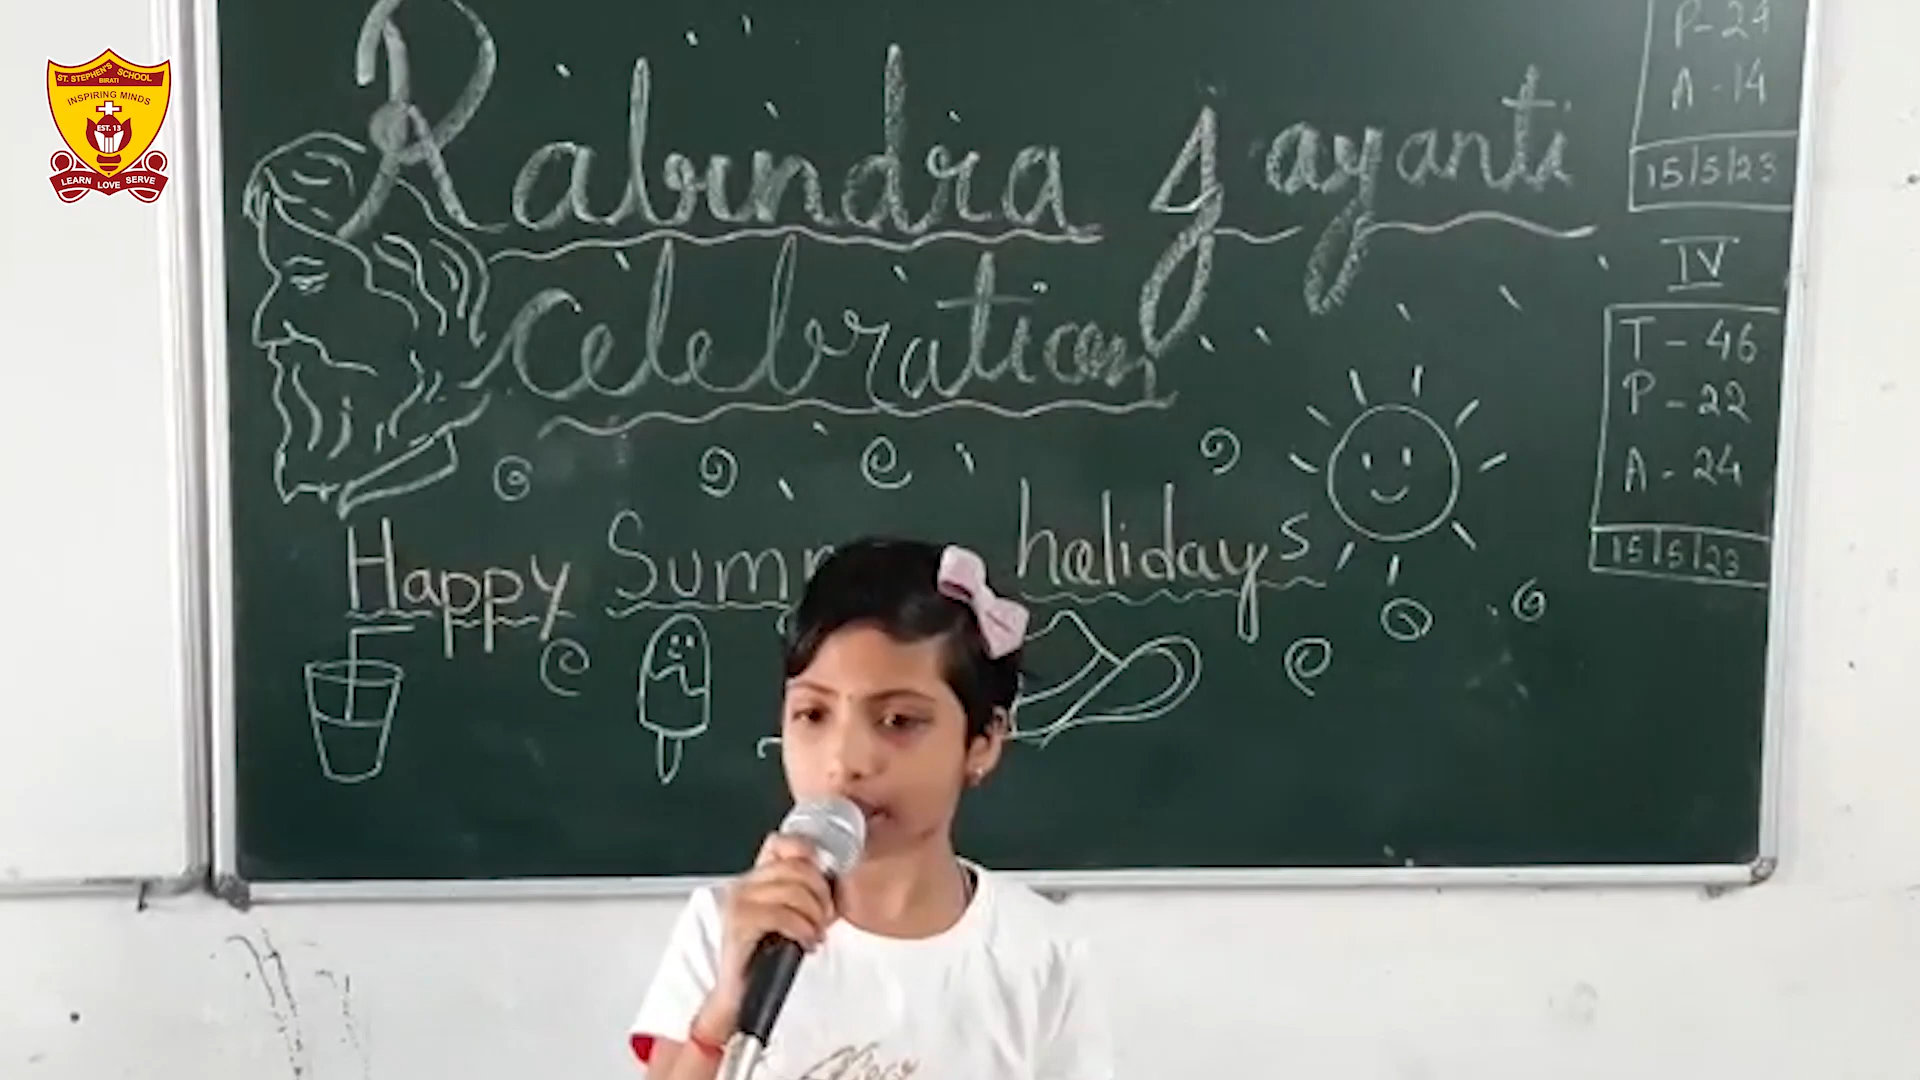 ST. STEPHEN'S SCHOOL
BIRATI
INSPIRING MINDS
EST. 13
LEARN LOVE SERVE
Rabindra jayanti
Celebration
Happy holidays
P - 24
A - 14
15/5/23
IV
T - 46
P - 22
A - 24
15/5/23